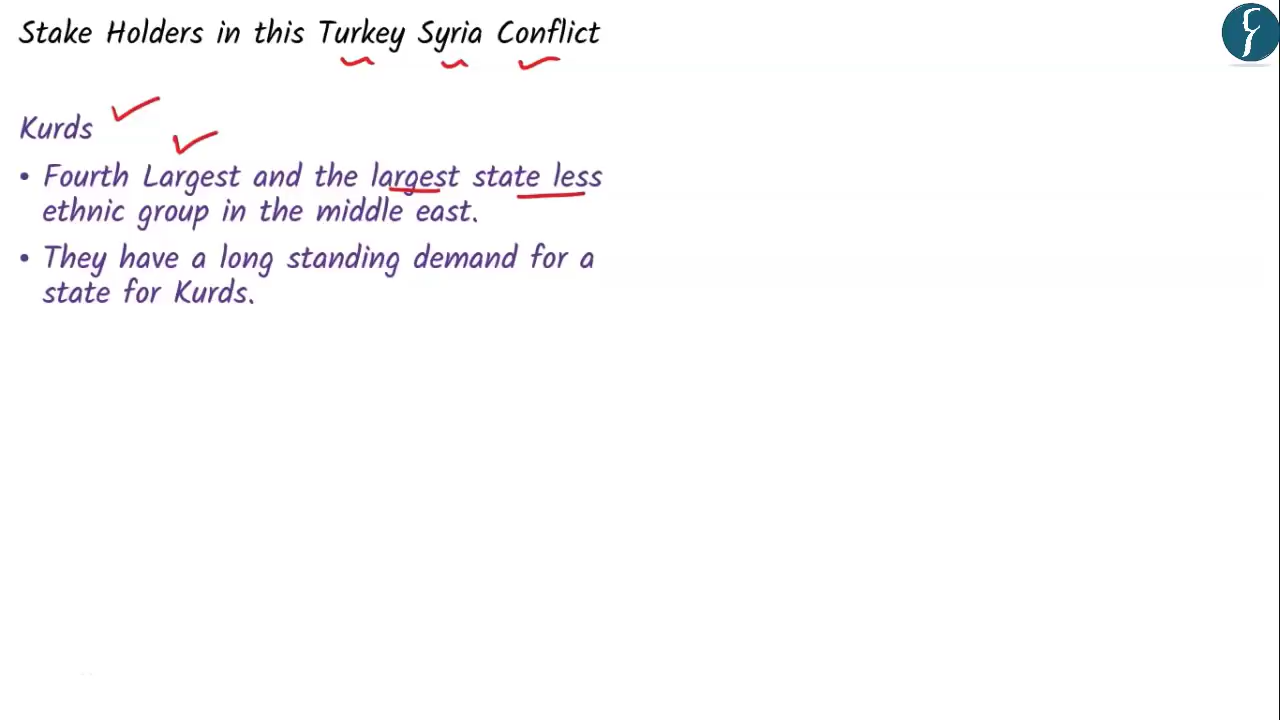 Stake Holders in this Turkey Syria Conflict
Kurds
• Fourth Largest and the largest state less
ethnic group in the middle east.
• They have a long standing demand for a
state for Kurds.